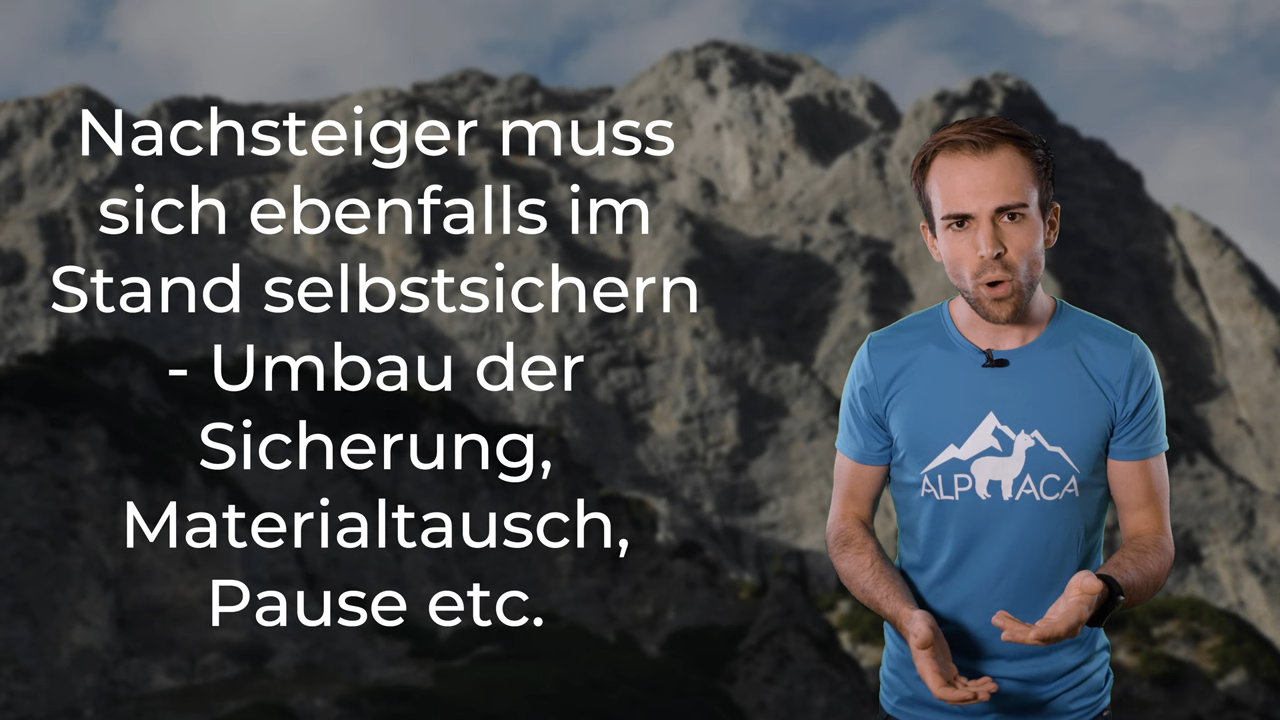 Nachsteiger muss
sich ebenfalls im
Stand selbstsichern
- Umbau der
Sicherung,
Materialtausch,
Pause etc.
ALPACA